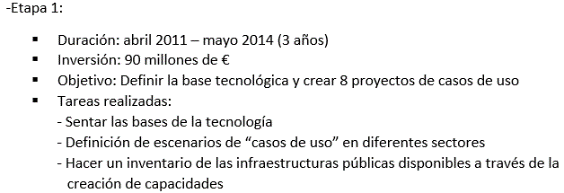 -Etapa 1:
▪ Duración: abril 2011 – mayo 2014 (3 años)
▪ Inversión: 90 millones de €
▪ Objetivo: Definir la base tecnológica y crear 8 proyectos de casos de uso
▪ Tareas realizadas:
- Sentar las bases de la tecnología
- Definición de escenarios de “casos de uso” en diferentes sectores
- Hacer un inventario de las infraestructuras públicas disponibles a través de la
creación de capacidades